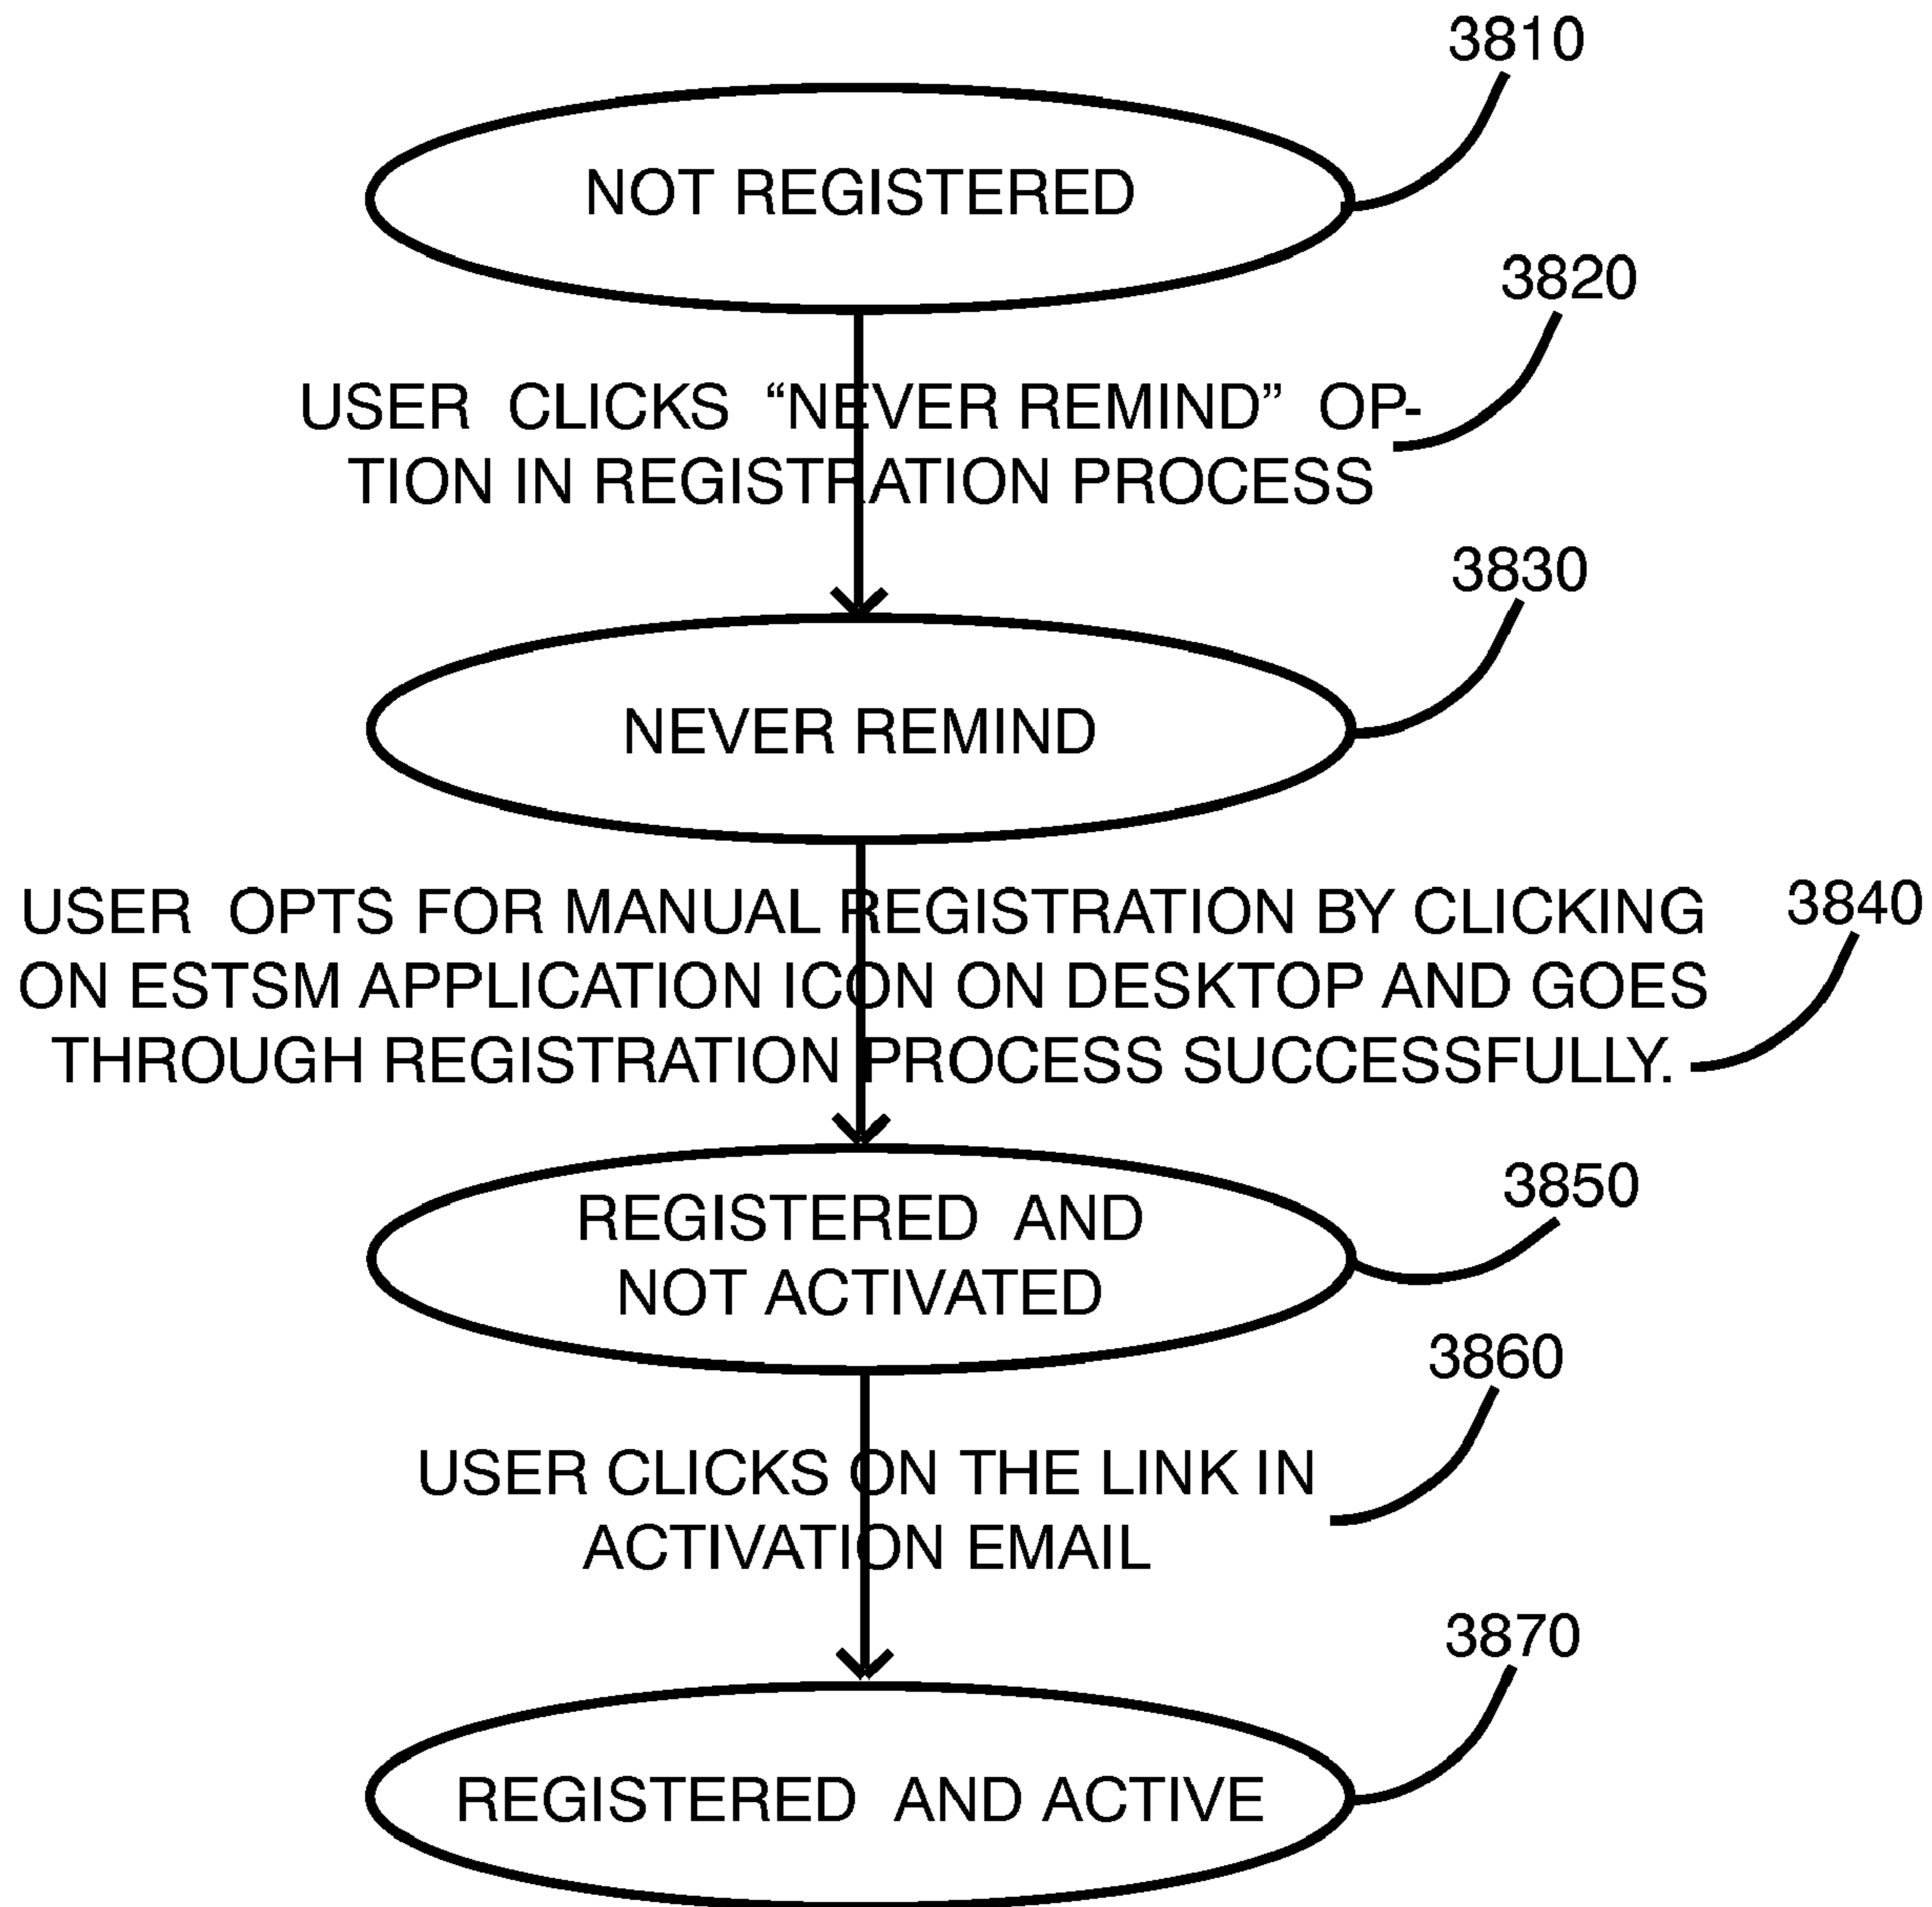 3810
NOT REGISTERED
3820
USER CLICKS “NEVER REMIND” OP-
TION IN REGISTRATION PROCESS
3830
NEVER REMIND
3840
USER OPTS FOR MANUAL REGISTRATION BY CLICKING
ON ESTSM APPLICATION ICON ON DESKTOP AND GOES
THROUGH REGISTRATION PROCESS SUCCESSFULLY.
3850
REGISTERED AND
NOT ACTIVATED
3860
USER CLICKS ON THE LINK IN
ACTIVATION EMAIL
3870
REGISTERED AND ACTIVE